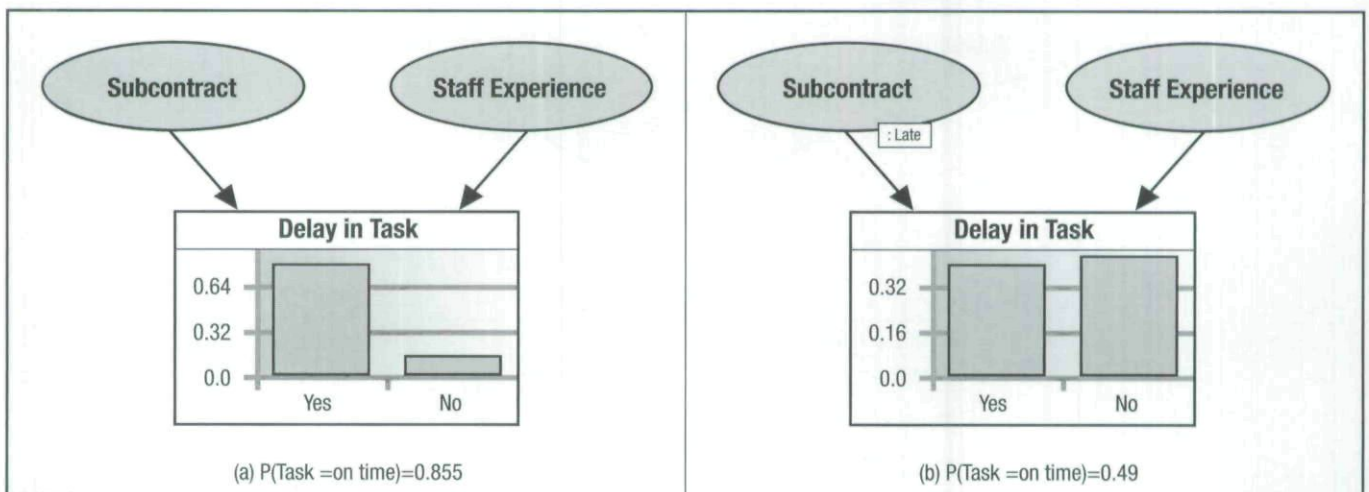 Subcontract
Staff Experience
Delay in Task
0.64
0.32
0.0
Yes
No
(a) P(Task =on time)=0.855
Subcontract
Staff Experience
: Late
Delay in Task
0.32
0.16
0.0
Yes
No
(b) P(Task =on time)=0.49